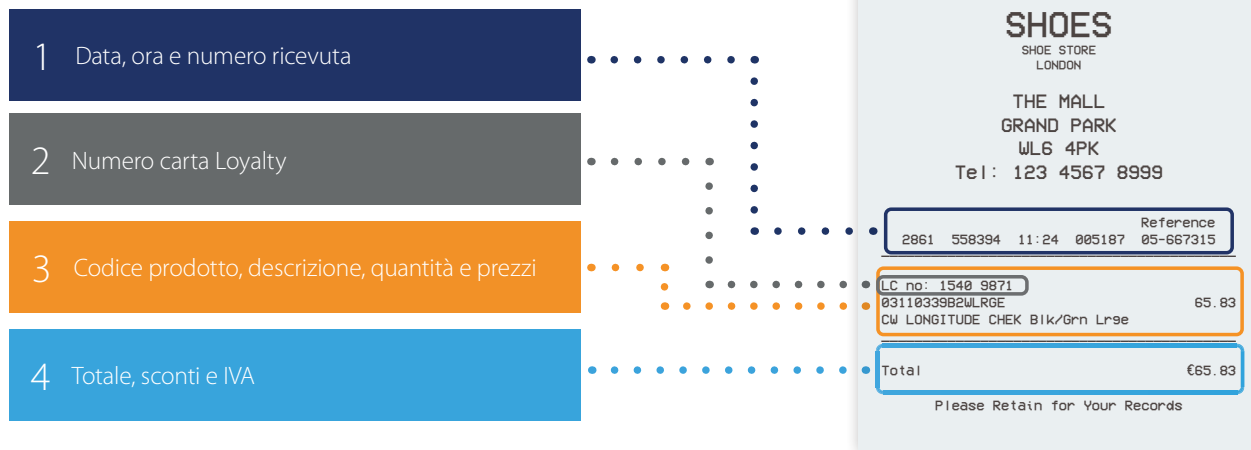 1 Data, ora e numero ricevuta
2 Numero carta Loyalty
3 Codice prodotto, descrizione, quantità e prezzi
4 Totale, sconti e IVA
SHOES
SHOE STORE
LONDON
THE MALL
GRAND PARK
WL6 4PK
Tel: 123 4567 8999
Reference
2861 558394 11:24 005187 05-667315
LC no: 1540 9871
03110339B2WLRGE 65.83
CW LONGITUDE CHEK Blk/Grn Lrge
Total €65.83
Please Retain for Your Records